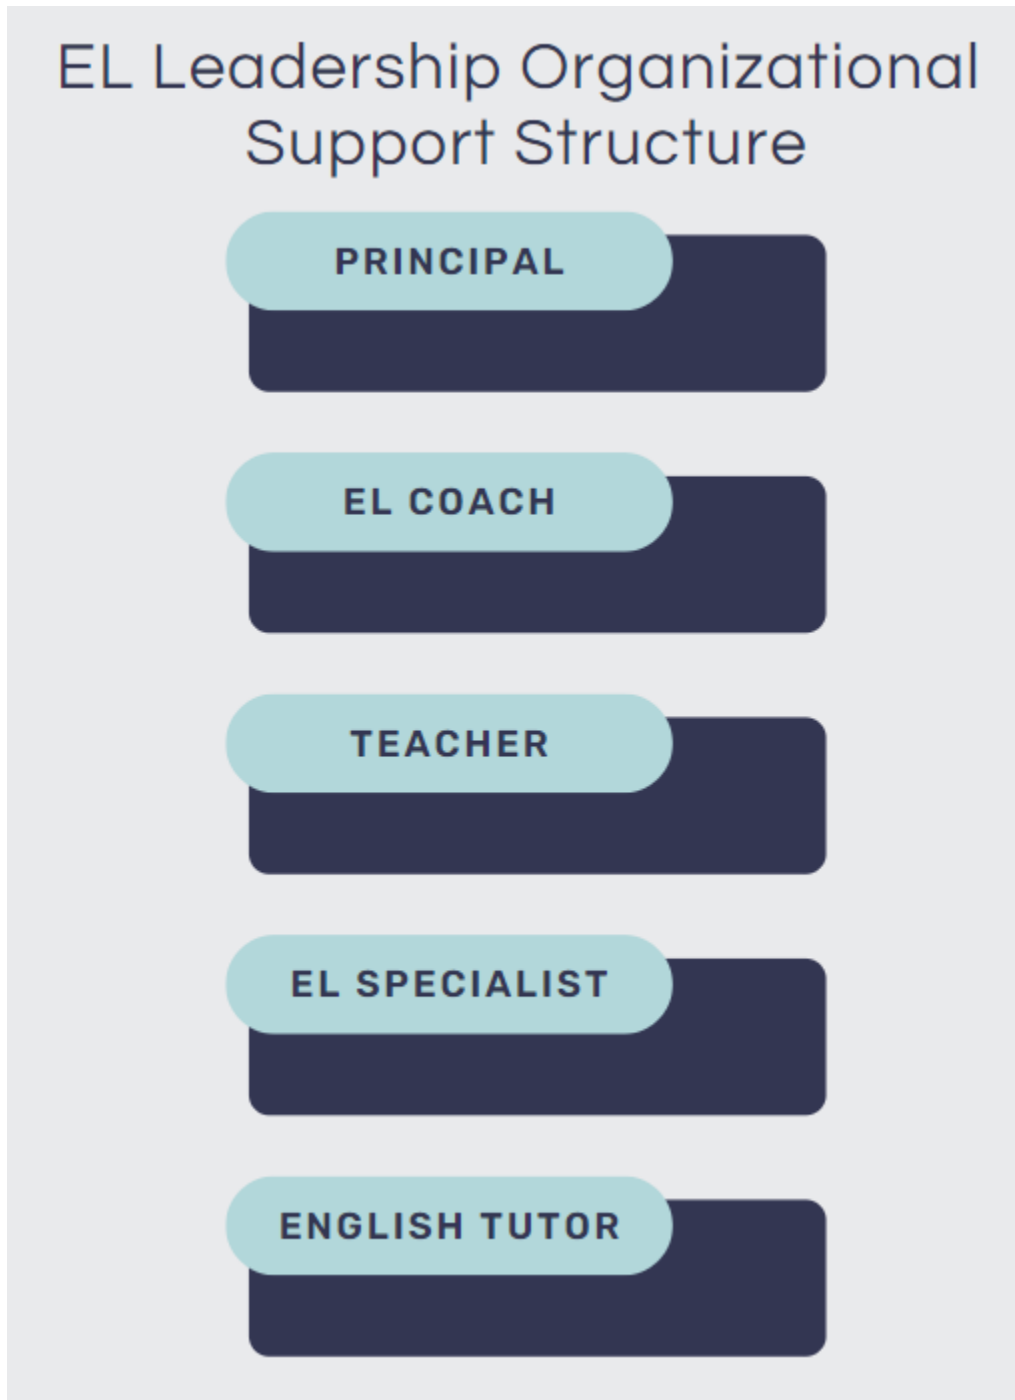 EL Leadership Organizational
Support Structure
PRINCIPAL
EL COACH
TEACHER
EL SPECIALIST
ENGLISH TUTOR